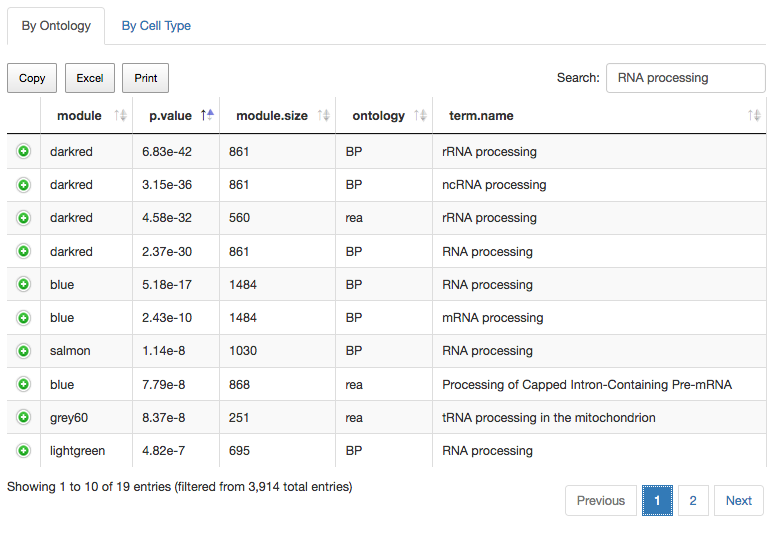 By Ontology By Cell Type
Copy Excel Print Search: RNA processing
module p.value module.size ontology term.name
darkred 6.83e-42 861 BP rRNA processing
darkred 3.15e-36 861 BP ncRNA processing
darkred 4.58e-32 560 rea rRNA processing
darkred 2.37e-30 861 BP RNA processing
blue 5.18e-17 1484 BP RNA processing
blue 2.43e-10 1484 BP mRNA processing
salmon 1.14e-8 1030 BP RNA processing
blue 7.79e-8 868 rea Processing of Capped Intron-Containing Pre-mRNA
grey60 8.37e-8 251 rea tRNA processing in the mitochondrion
lightgreen 4.82e-7 695 BP RNA processing
Showing 1 to 10 of 19 entries (filtered from 3,914 total entries)
Previous 1 2 Next